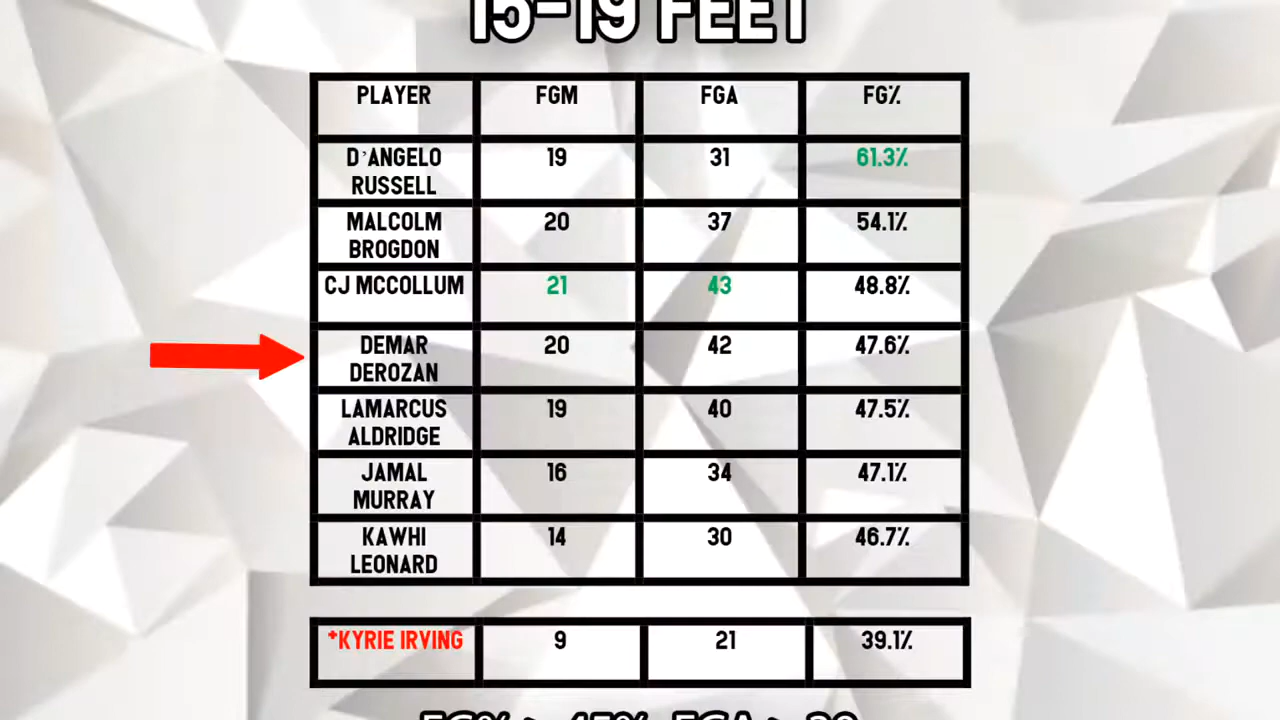 15-19 FEET
PLAYER FGM FGA FG%
D'ANGELO RUSSELL 19 31 61.3%
MALCOLM BROGDON 20 37 54.1%
CJ MCCOLLUM 21 43 48.8%
DEMAR DEROZAN 20 42 47.6%
LAMARCUS ALDRIDGE 19 40 47.5%
JAMAL MURRAY 16 34 47.1%
KAWHI LEONARD 14 30 46.7%
*KYRIE IRVING 9 21 39.1%